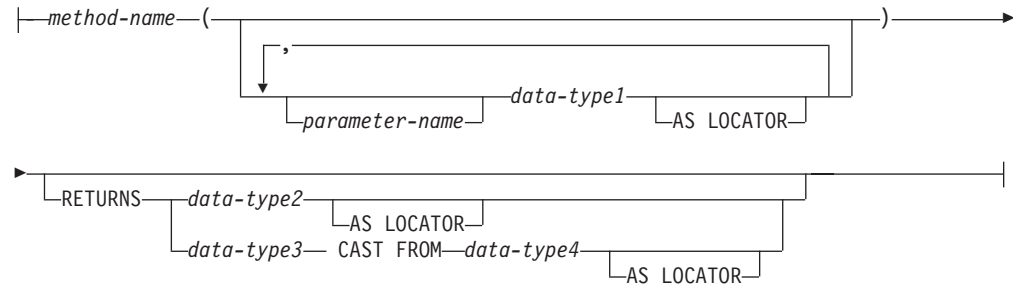 method-name ( )
,
data-type1
parameter-name AS LOCATOR
RETURNS data-type2
AS LOCATOR
data-type3 CAST FROM data-type4
AS LOCATOR